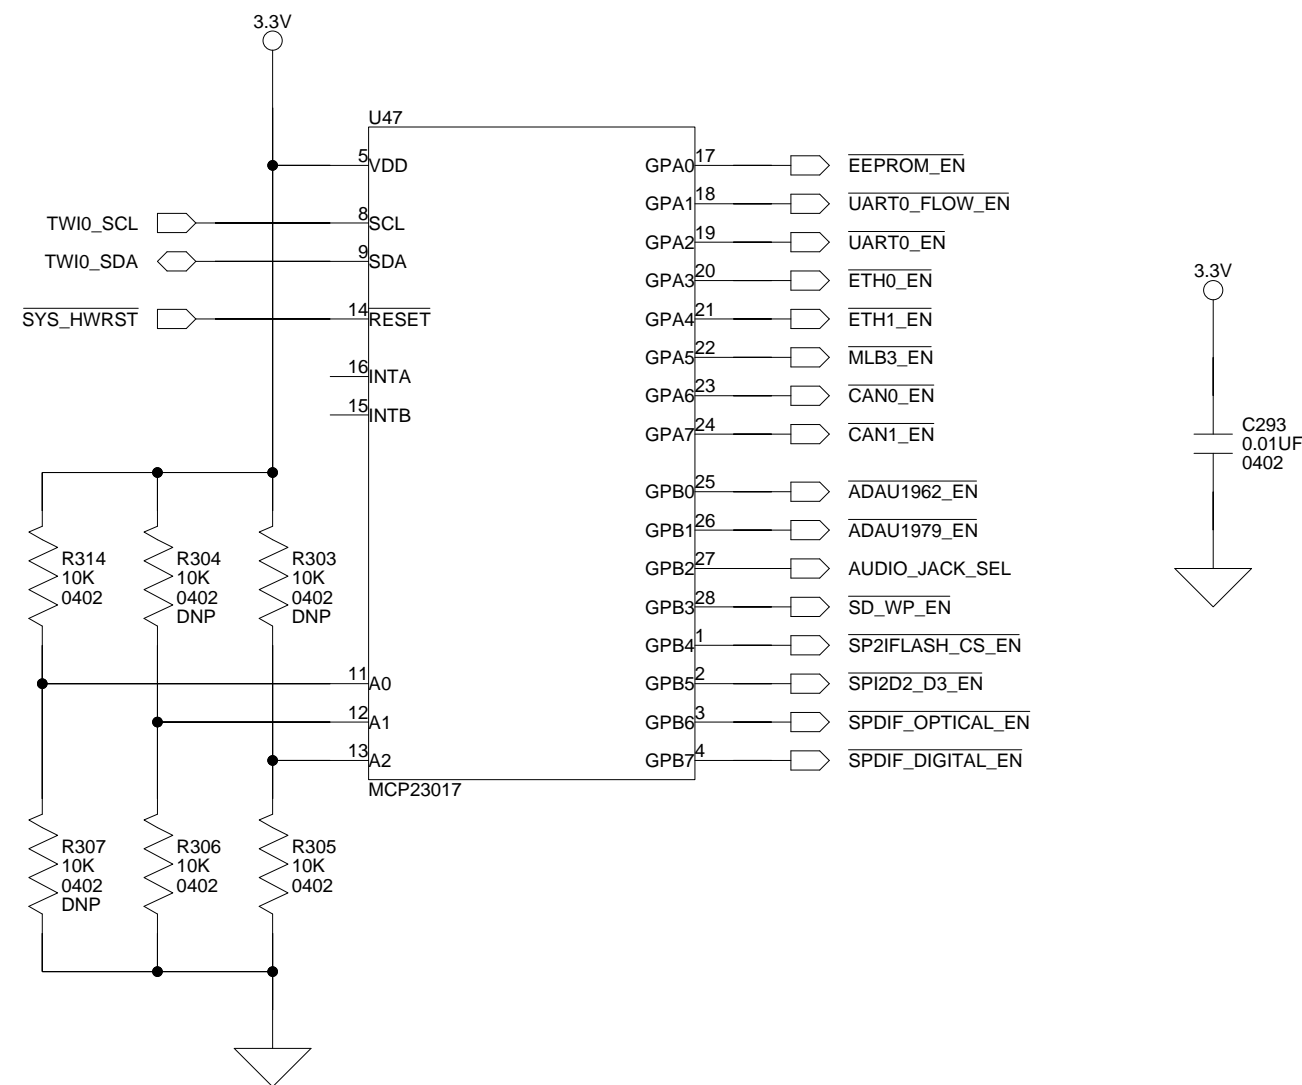 3.3V
U47
5 VDD
GPA0 17 EEPROM_EN
GPA1 18 UART0_FLOW_EN
TWI0_SCL 8 SCL
GPA2 19 UART0_EN
TWI0_SDA 9 SDA
GPA3 20 ETH0_EN
SYS_HWRST 14 RESET
GPA4 21 ETH1_EN
GPA5 22 MLB3_EN
16 INTA
GPA6 23 CAN0_EN
15 INTB
GPA7 24 CAN1_EN
GPB0 25 ADAU1962_EN
GPB1 26 ADAU1979_EN
GPB2 27 AUDIO_JACK_SEL
GPB3 28 SD_WP_EN
GPB4 1 SP2IFLASH_CS_EN
GPB5 2 SPI2D2_D3_EN
GPB6 3 SPDIF_OPTICAL_EN
GPB7 4 SPDIF_DIGITAL_EN
R314
10K
0402
R304
10K
0402
DNP
R303
10K
0402
DNP
11 A0
12 A1
13 A2
MCP23017
R307
10K
0402
DNP
R306
10K
0402
R305
10K
0402
3.3V
C293
0.01UF
0402